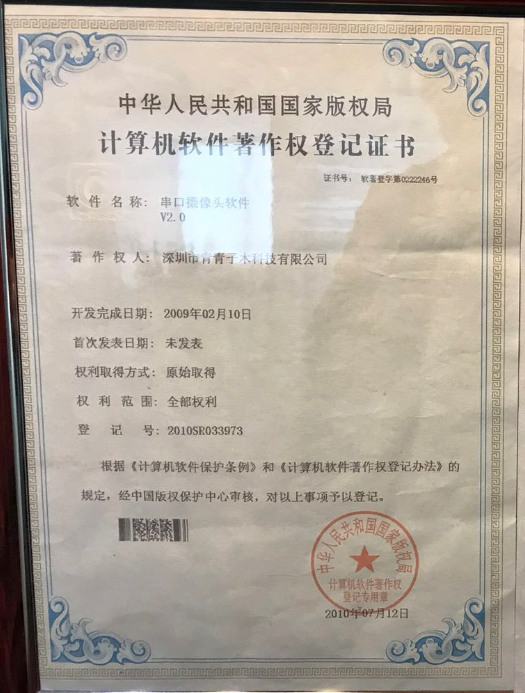 中华人民共和国国家版权局
计算机软件著作权登记证书
证书号： 软著登字第0222246号
软 件 名 称： 串口摄像头软件
V2.0
著 作 权 人： 深圳市青青子木科技有限公司
开发完成日期： 2009年02月10日
首次发表日期： 未发表
权利取得方式： 原始取得
权 利 范 围： 全部权利
登 记 号： 2010SR033973
根据《计算机软件保护条例》和《计算机软件著作权登记办法》的
规定，经中国版权保护中心审核，对以上事项予以登记。
中华人民共和国国家版权局
计算机软件著作权
登记专用章
2010年07月12日